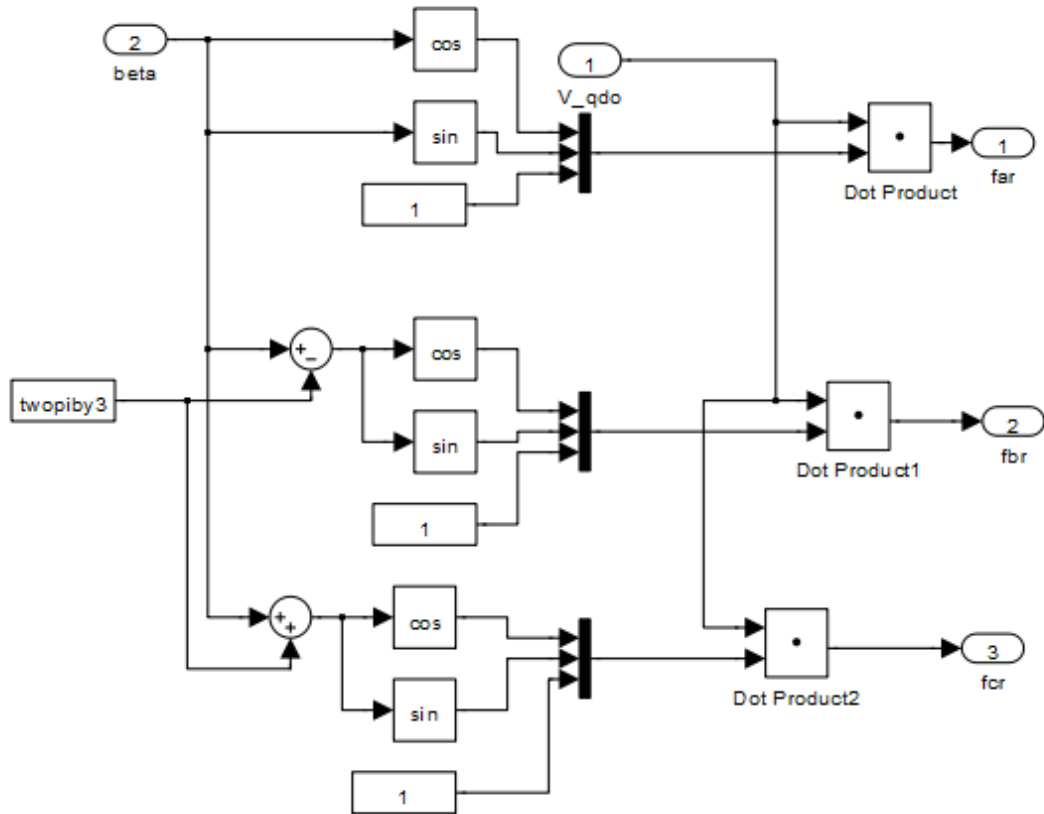 cos
2
beta
1
V_qdo
sin
1
Dot Product
1
far
cos
+
−
twopiby3
sin
Dot Product1
2
fbr
1
cos
+
+
Dot Product2
3
fcr
sin
1